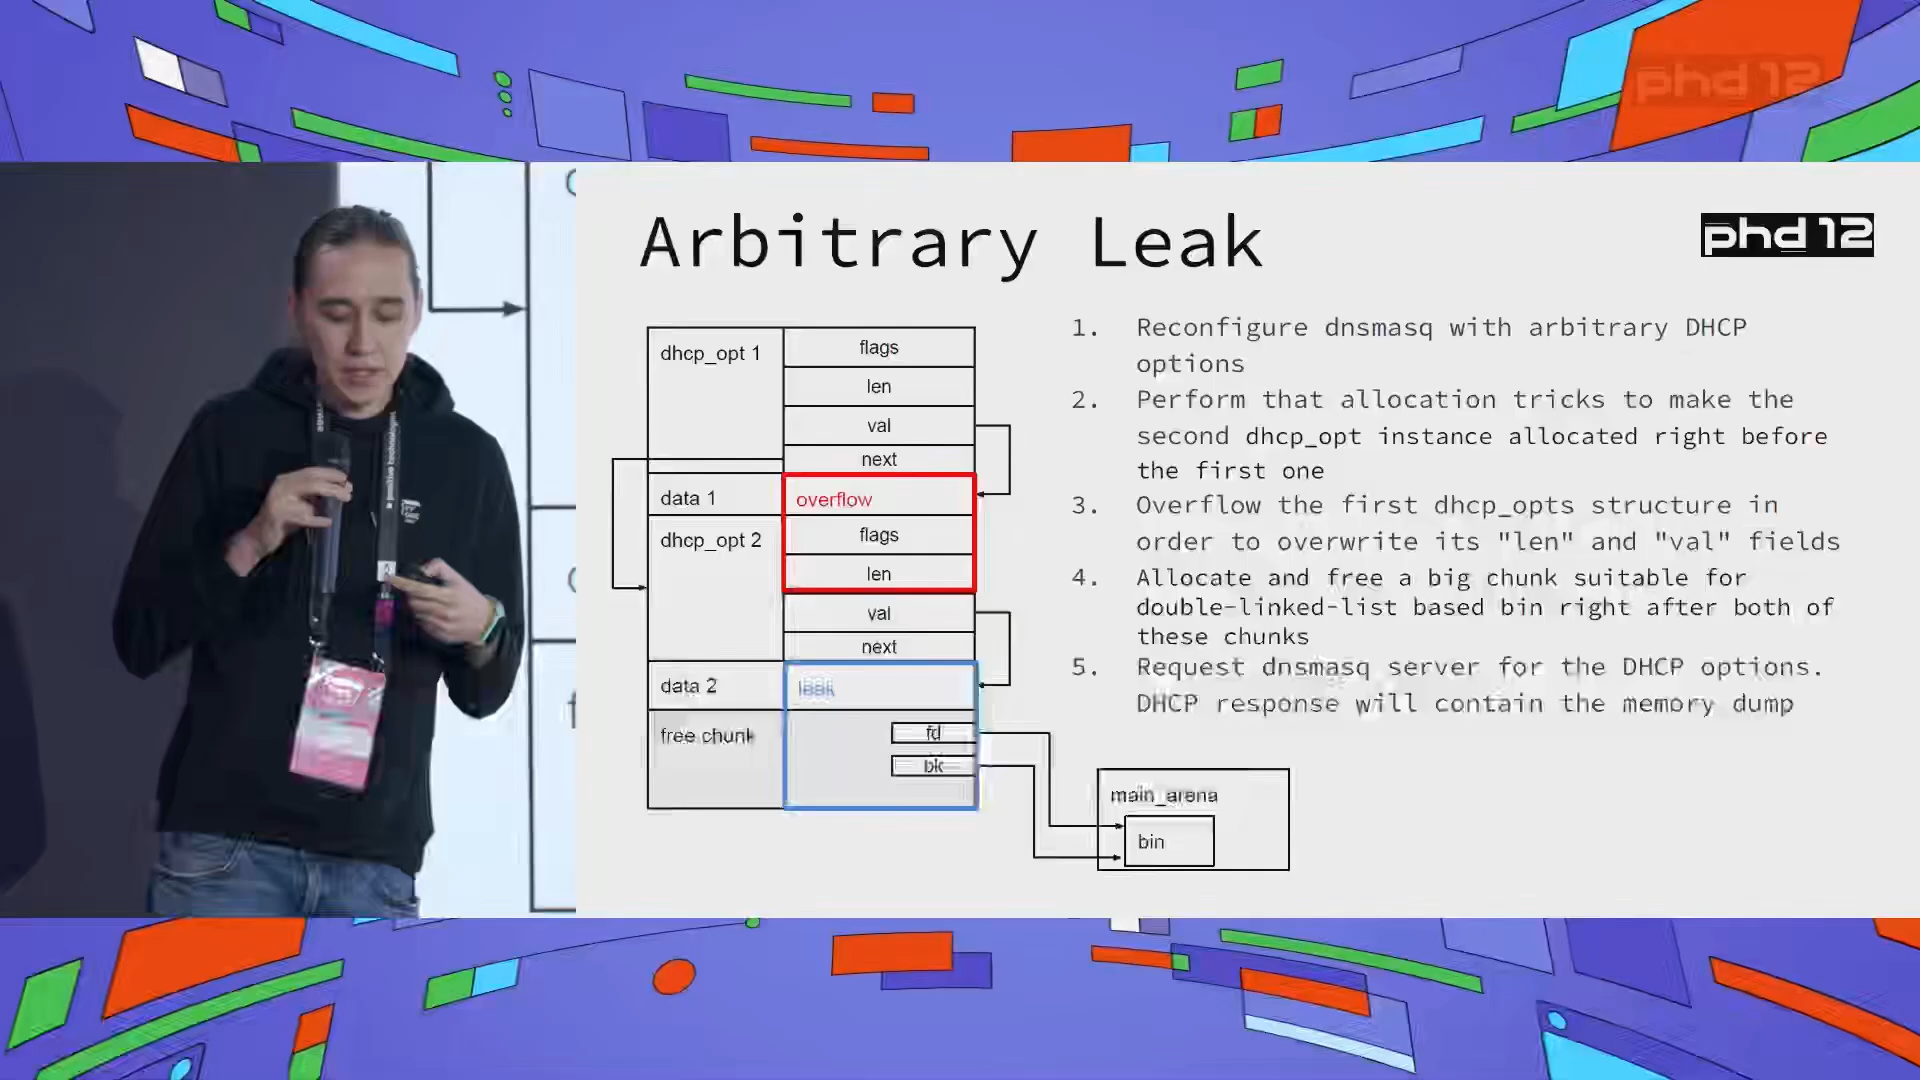 phd 12
Arbitrary Leak
phd 12
dhcp_opt 1
flags
len
val
next
data 1
overflow
dhcp_opt 2
flags
len
val
next
data 2
leak
free chunk
fd
bk
main_arena
bin
1. Reconfigure dnsmasq with arbitrary DHCP
options
2. Perform that allocation tricks to make the
second dhcp_opt instance allocated right before
the first one
3. Overflow the first dhcp_opts structure in
order to overwrite its "len" and "val" fields
4. Allocate and free a big chunk suitable for
double-linked-list based bin right after both of
these chunks
5. Request dnsmasq server for the DHCP options.
DHCP response will contain the memory dump
positive technologies